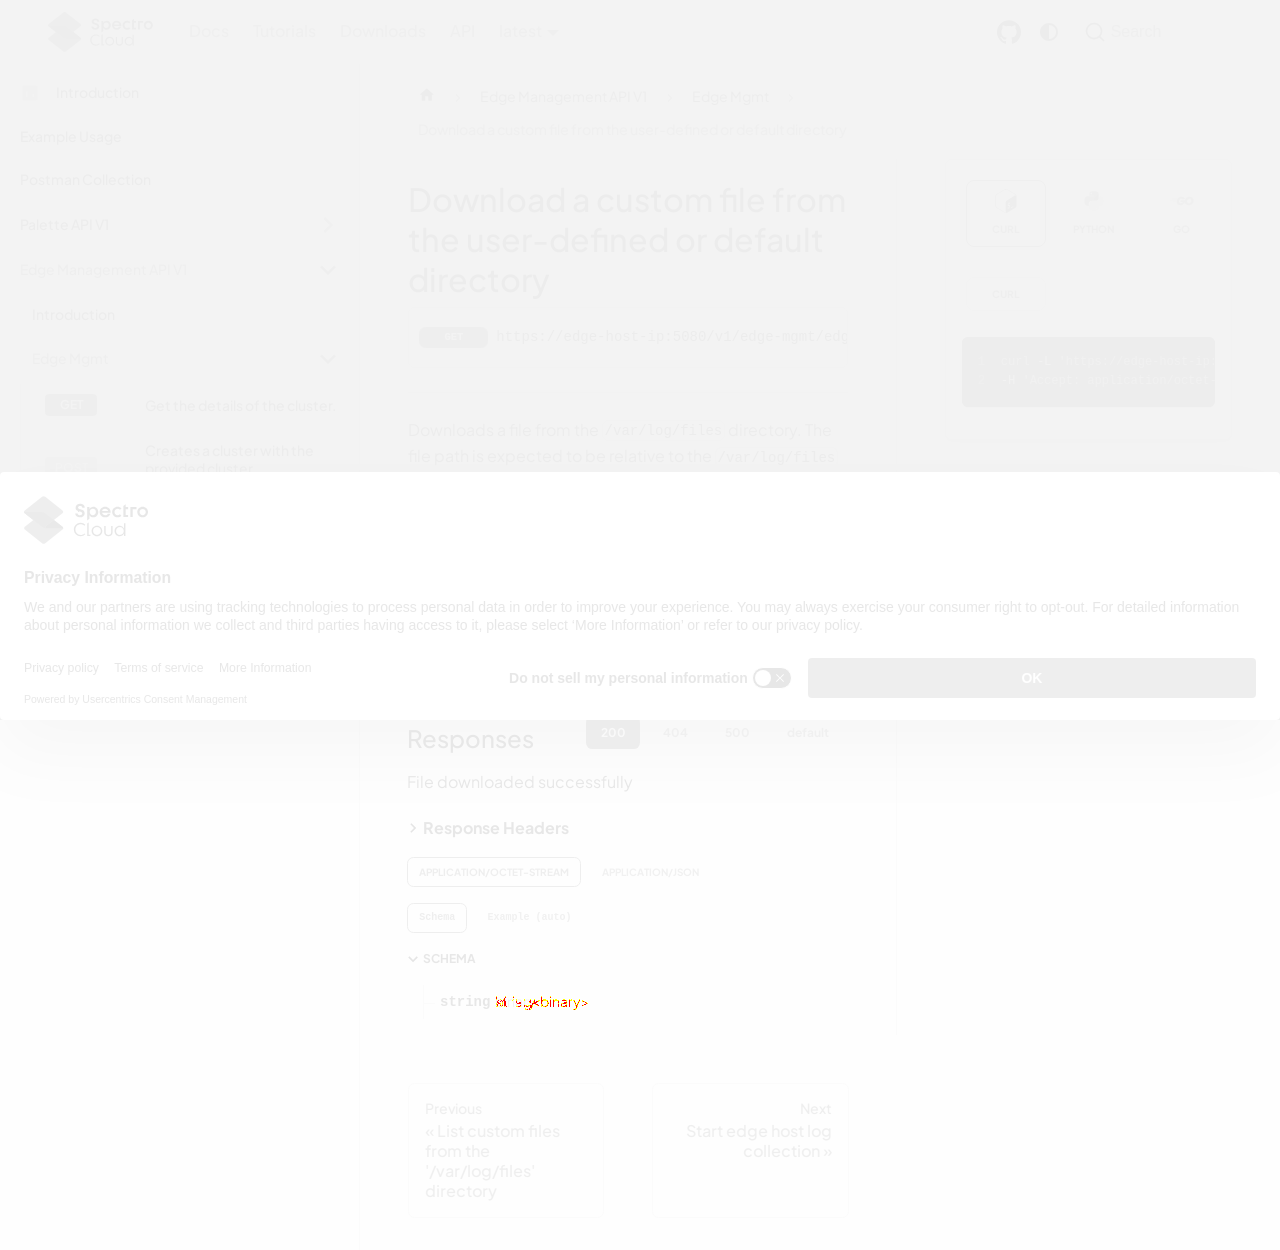 Spectro Cloud
Docs Tutorials Downloads API latest
Search
Introduction
Example Usage
Postman Collection
Palette API V1
Edge Management API V1
Introduction
Edge Mgmt
GET Get the details of the cluster.
Creates a cluster with the
provided cluster
Edge Management API V1 Edge Mgmt
Download a custom file from the user-defined or default directory
Download a custom file from
the user-defined or default
directory
GET https://edge-host-ip:5080/v1/edge-mgmt/edg
Downloads a file from the /var/log/files directory. The
file path is expected to be relative to the /var/log/files
CURL PYTHON GO
CURL
Spectro
Cloud
Privacy Information
We and our partners are using tracking technologies to process personal data in order to improve your experience. You may always exercise your consumer right to opt-out. For detailed information
about personal information we collect and third parties having access to it, please select ‘More Information’ or refer to our privacy policy.
Privacy policy Terms of service More Information
Do not sell my personal information
OK
Powered by Usercentrics Consent Management
Responses
200 404 500 default
File downloaded successfully
Response Headers
APPLICATION/OCTET-STREAM APPLICATION/JSON
Schema Example (auto)
SCHEMA
string
Previous
« List custom files
from the
'/var/log/files'
directory
Next
Start edge host log
collection »